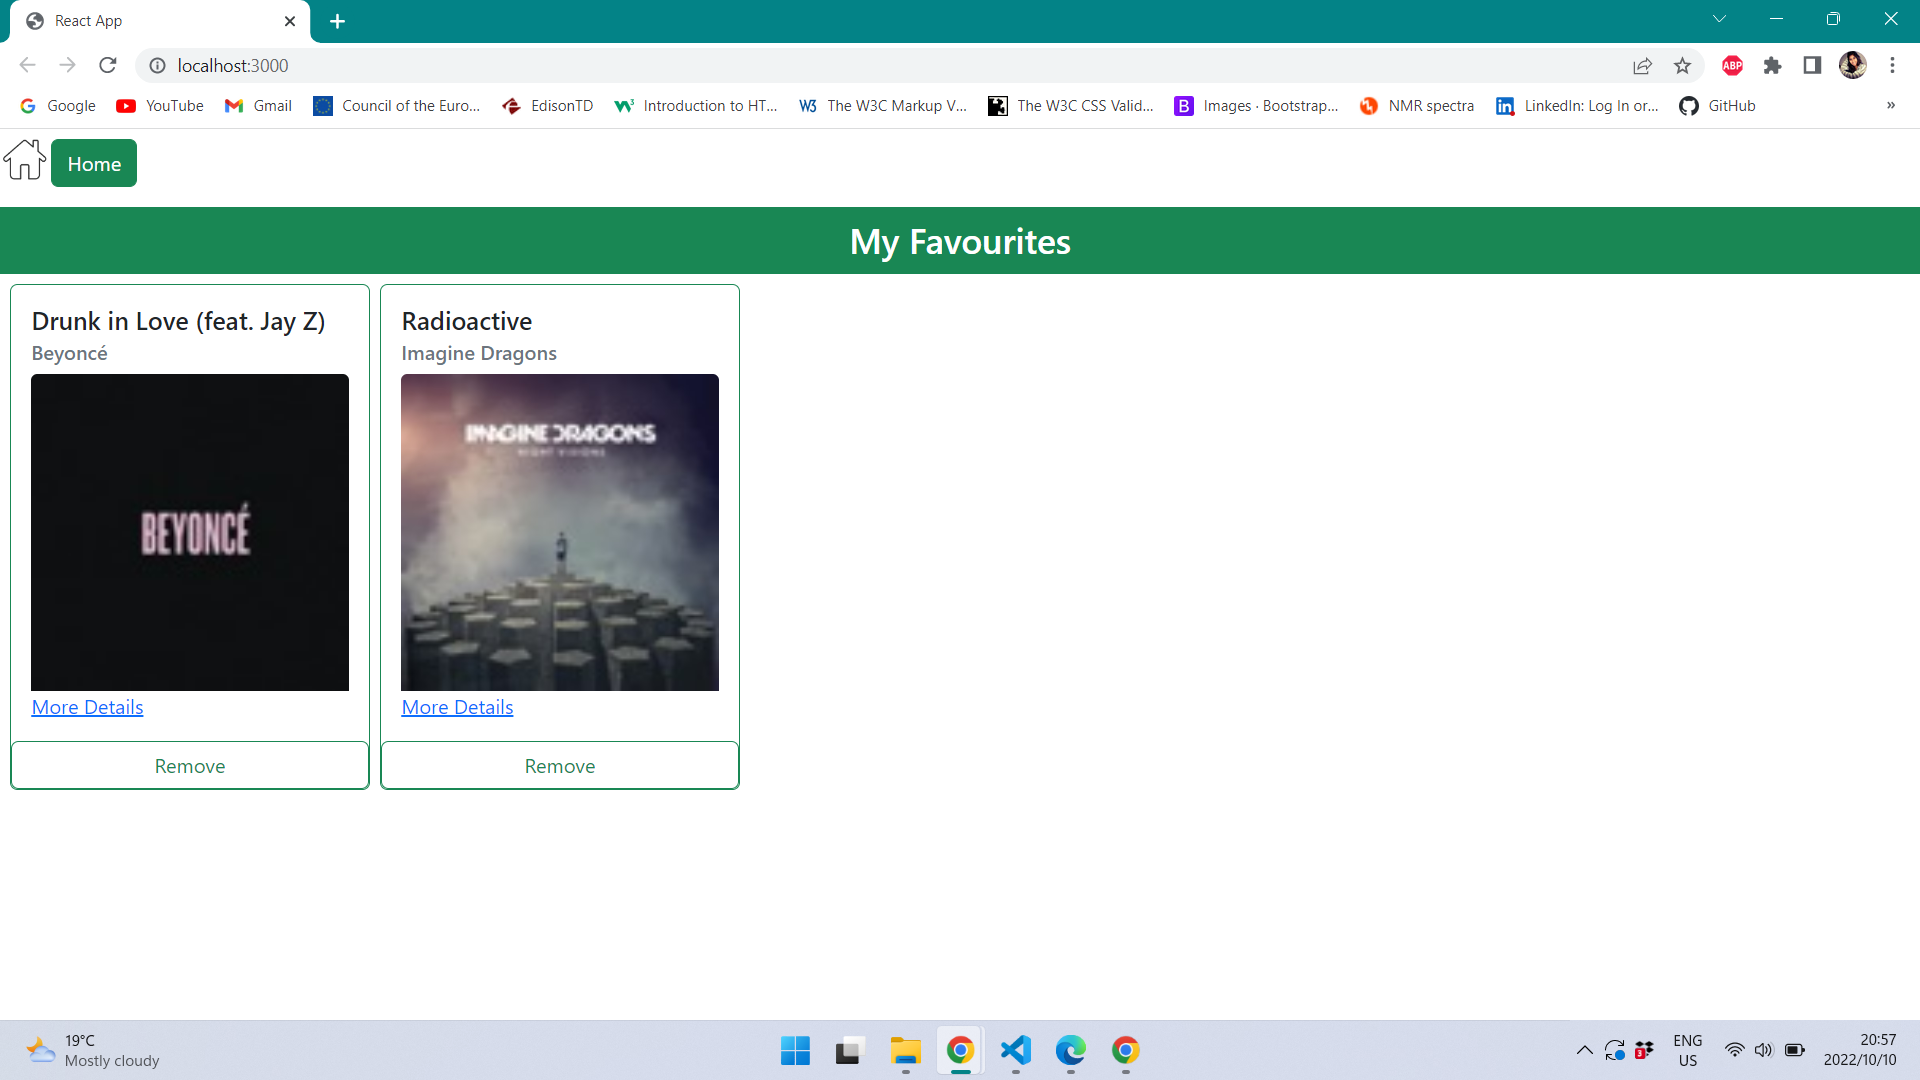 React App
localhost:3000
ABP
Google
YouTube
Gmail
Council of the Euro...
EdisonTD
Introduction to HT...
The W3C Markup V...
The W3C CSS Valid...
Images · Bootstrap...
NMR spectra
LinkedIn: Log In or...
GitHub
»
Home
My Favourites
Drunk in Love (feat. Jay Z)
Beyoncé
BEYONCÉ
More Details
Remove
Radioactive
Imagine Dragons
IMAGINE DRAGONS
NIGHT VISIONS
More Details
Remove
19°C
Mostly cloudy
3
ENG
US
20:57
2022/10/10